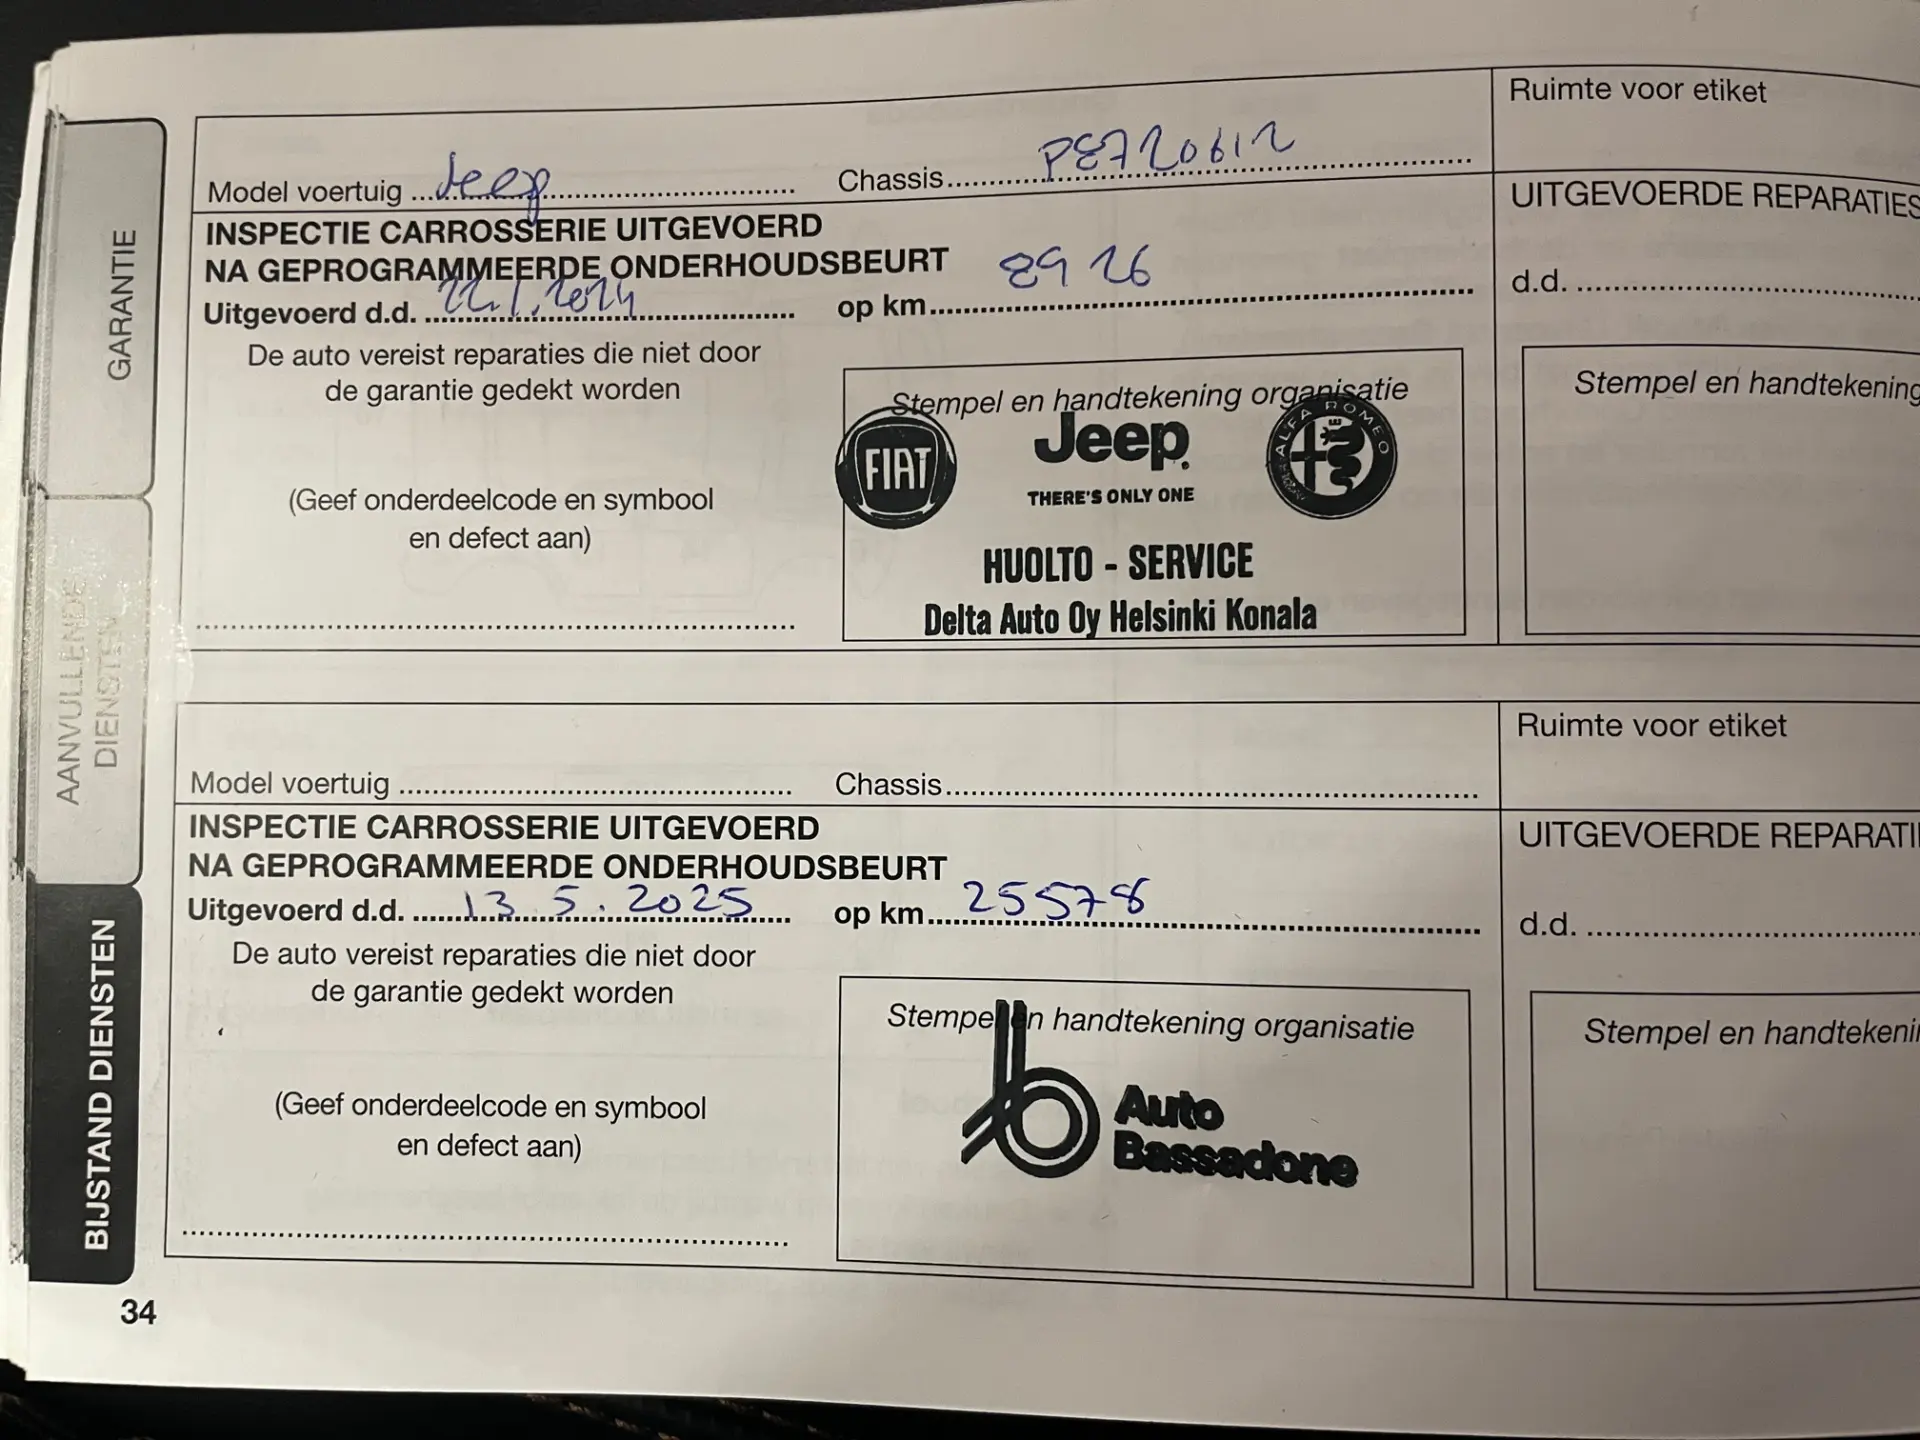 GARANTIE
AANVULLENDE
DIENSTEN
BIJSTAND DIENSTEN
Model voertuig Jeep Chassis PE720612
Ruimte voor etiket
INSPECTIE CARROSSERIE UITGEVOERD
NA GEPROGRAMMEERDE ONDERHOUDSBEURT
Uitgevoerd d.d. 22.1.2024 op km 8926
UITGEVOERDE REPARATIES
d.d.
De auto vereist reparaties die niet door
de garantie gedekt worden
Stempel en handtekening organisatie
Stempel en handtekening
FIAT
Jeep
ALFA ROMEO
THERE'S ONLY ONE
(Geef onderdeelcode en symbool
en defect aan)
HUOLTO - SERVICE
Delta Auto Oy Helsinki Konala
Model voertuig Chassis
Ruimte voor etiket
INSPECTIE CARROSSERIE UITGEVOERD
NA GEPROGRAMMEERDE ONDERHOUDSBEURT
Uitgevoerd d.d. 13.5.2025 op km 25578
UITGEVOERDE REPARATI
d.d.
De auto vereist reparaties die niet door
de garantie gedekt worden
Stempel en handtekening organisatie
Stempel en handtekeni
Auto
Bassadone
(Geef onderdeelcode en symbool
en defect aan)
34